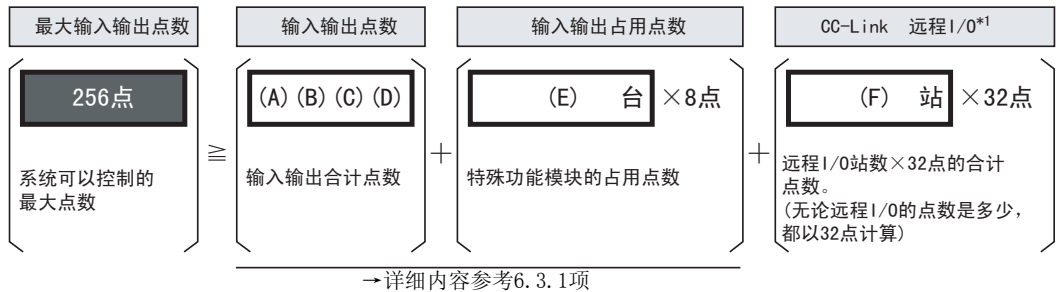 最大输入输出点数
输入输出点数
输入输出占用点数
CC-Link 远程I/O*1
256点
≧
(A)(B)(C)(D)
+
(E) 台 ×8点
+
(F) 站 ×32点
系统可以控制的
最大点数
输入输出合计点数
特殊功能模块的占用点数
远程I/O站数×32点的合计
点数。
(无论远程I/O的点数是多少，
都以32点计算)
→详细内容参考6.3.1项